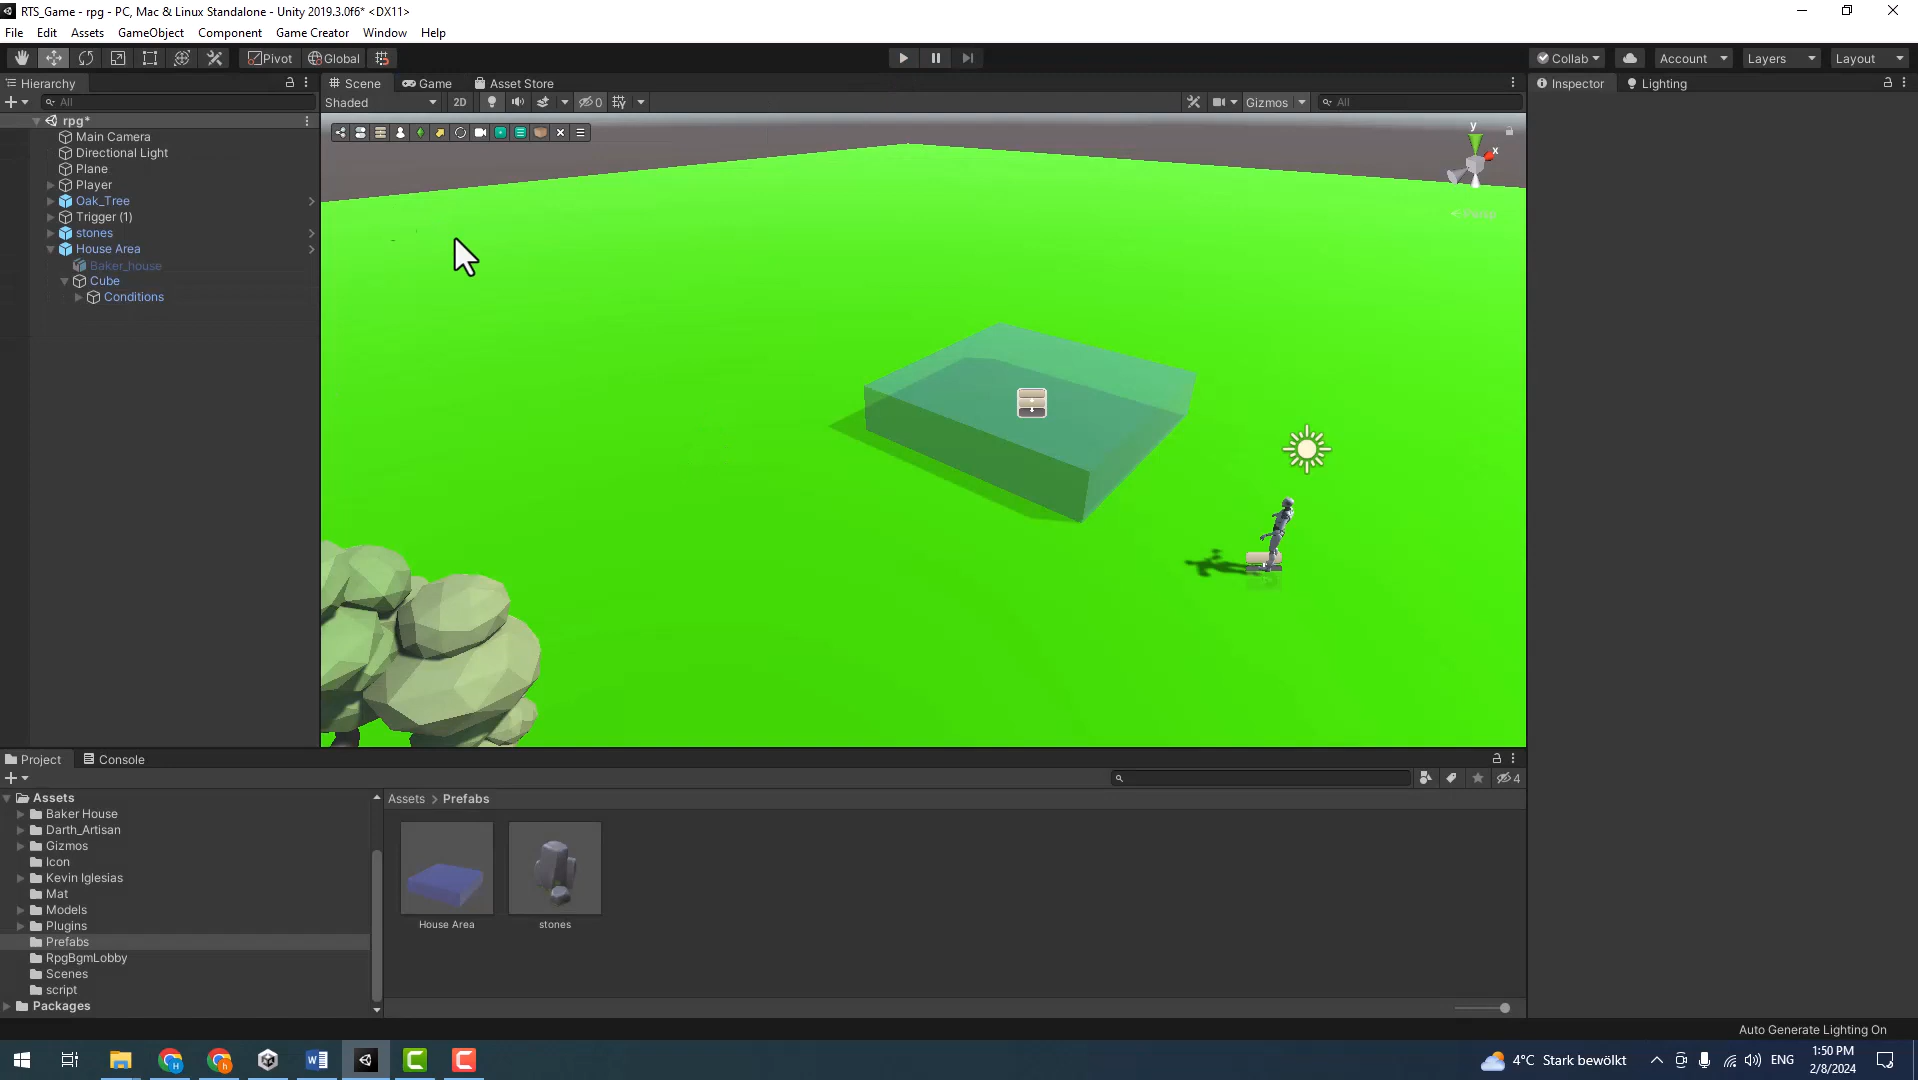 RTS_Game - rpg - PC, Mac & Linux Standalone - Unity 2019.3.0f6* <DX11>
File Edit Assets GameObject Component Game Creator Window Help
Pivot Global Collab Account Layers Layout
Hierarchy Scene Game Asset Store Inspector Lighting
All Shaded 2D 0 Gizmos All
rpg*
Main Camera
Directional Light
Plane
Player
Oak_Tree
Trigger (1)
stones
House Area
Baker_house
Cube
Conditions
y
x
Persp
Project Console
4
Assets
Baker House
Darth_Artisan
Gizmos
Icon
Kevin Iglesias
Mat
Models
Plugins
Prefabs
RpgBgmLobby
Scenes
script
Packages
Assets > Prefabs
House Area stones
Auto Generate Lighting On
4°C Stark bewölkt ENG
1:50 PM
2/8/2024